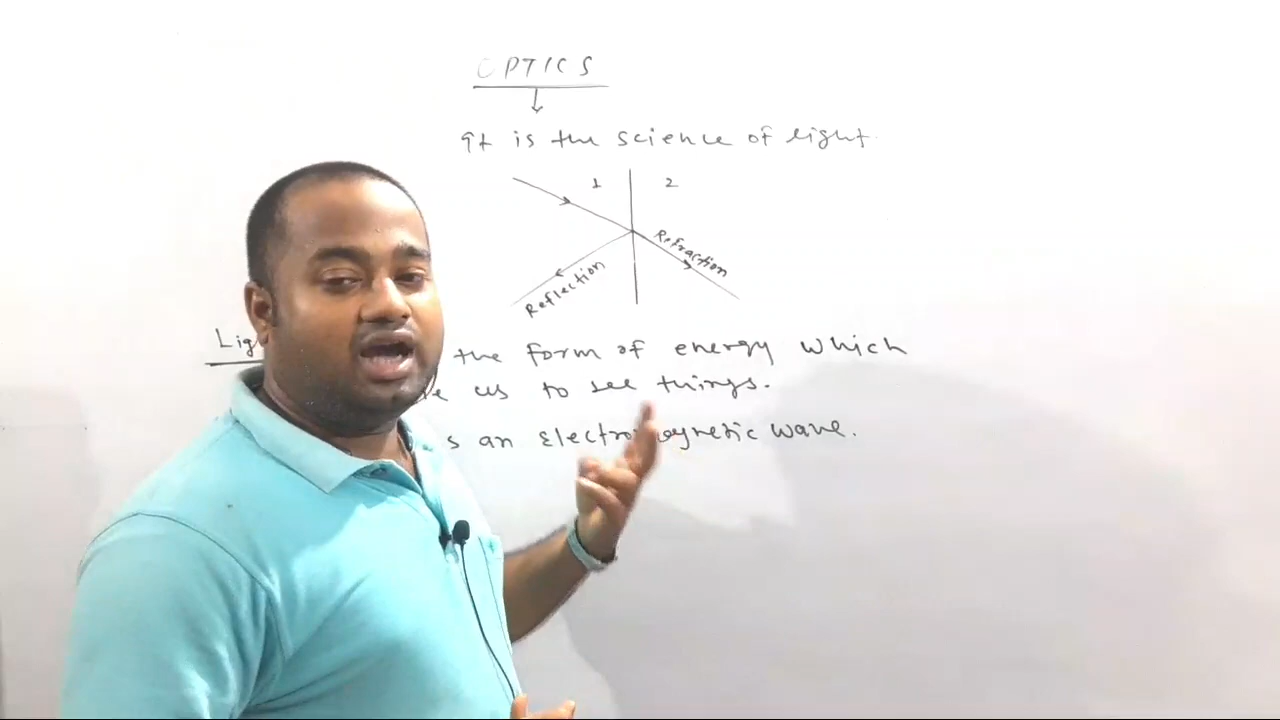 OPTICS
It is the science of light.
1 2
Refraction
Reflection
the form of energy which
us to see things.
an wave.